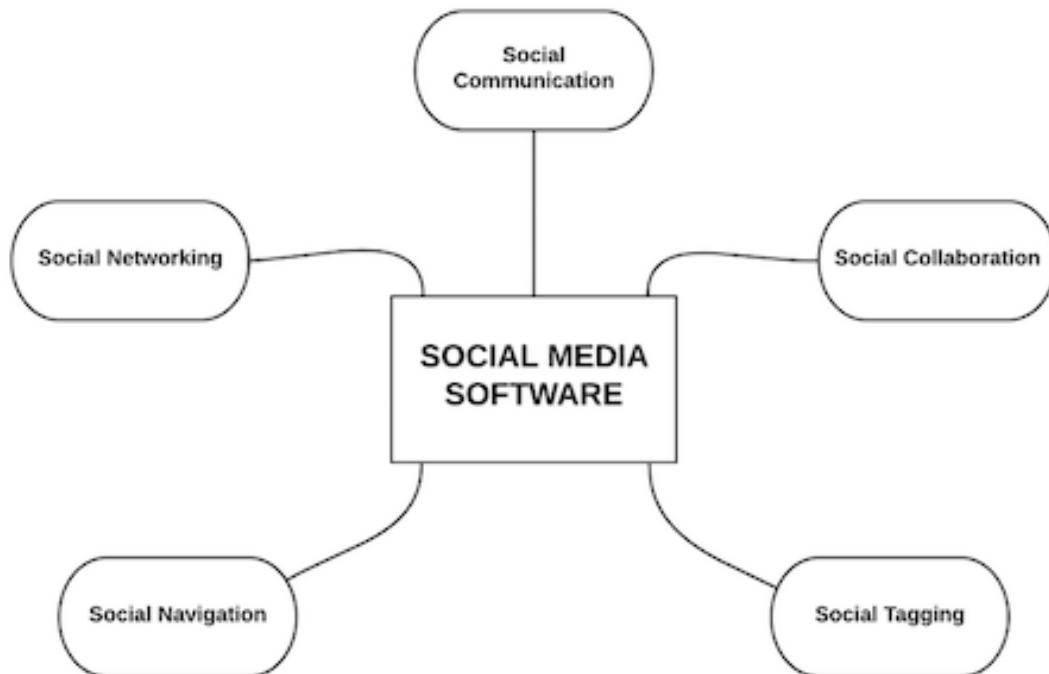 Social
Communication
Social Networking
Social Collaboration
SOCIAL MEDIA
SOFTWARE
Social Navigation
Social Tagging